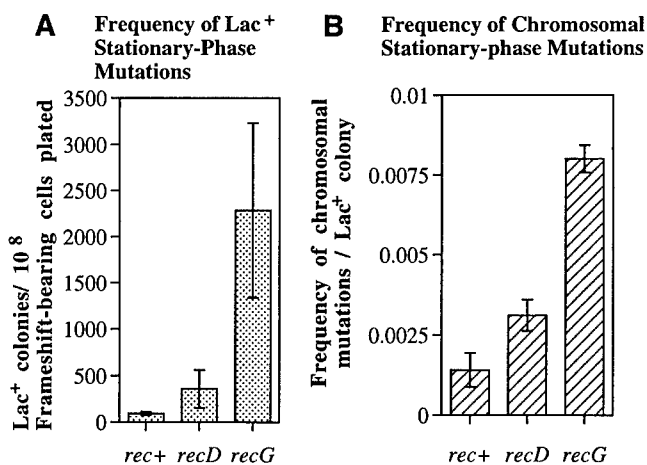 A
Frequency of Lac+
Stationary-Phase
Mutations
Lac+ colonies/ 10 8
Frameshift-bearing cells plated
3500
3000
2500
2000
1500
1000
500
0
rec+ recD recG
B
Frequency of Chromosomal
Stationary-phase Mutations
Frequency of chromosomal
mutations / Lac+ colony
0.01
0.0075
0.005
0.0025
0
rec+ recD recG